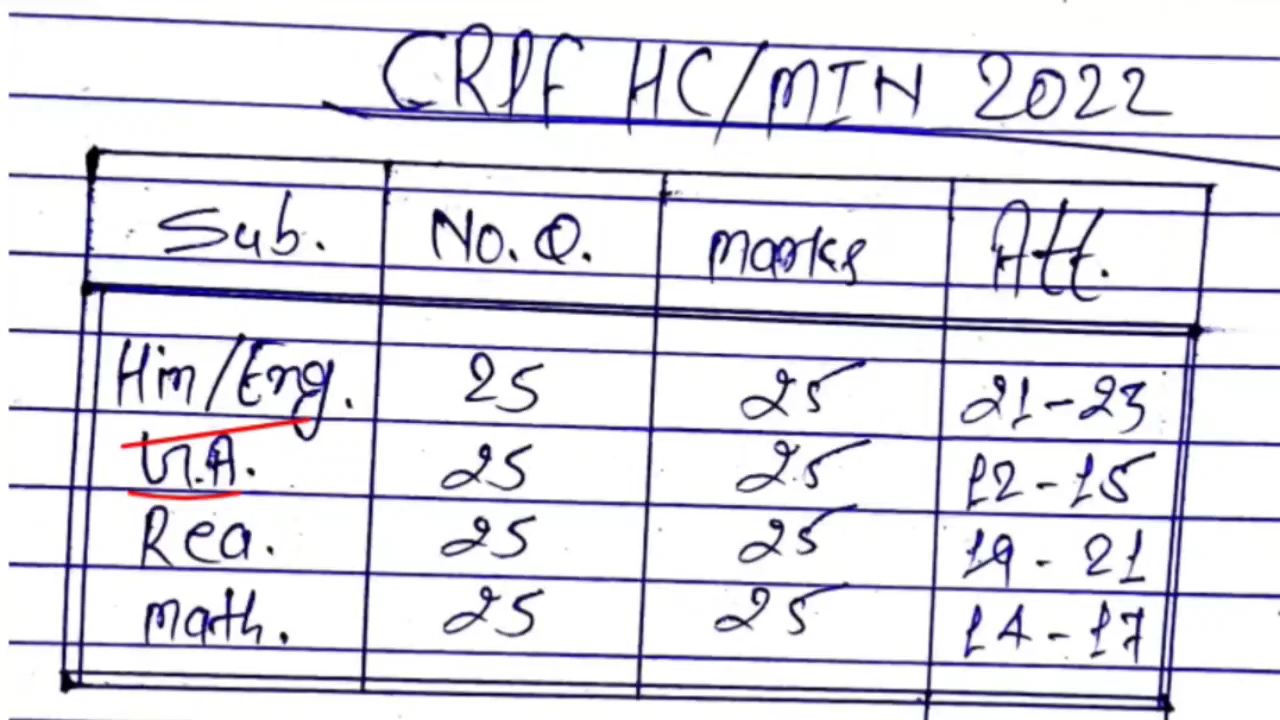 CRPF HC/MIN 2022
Sub. No.Q. marks Att.
Hin/Eng. 25 25 21-23
G.A. 25 25 12-15
Rea. 25 25 19-21
math. 25 25 14-17